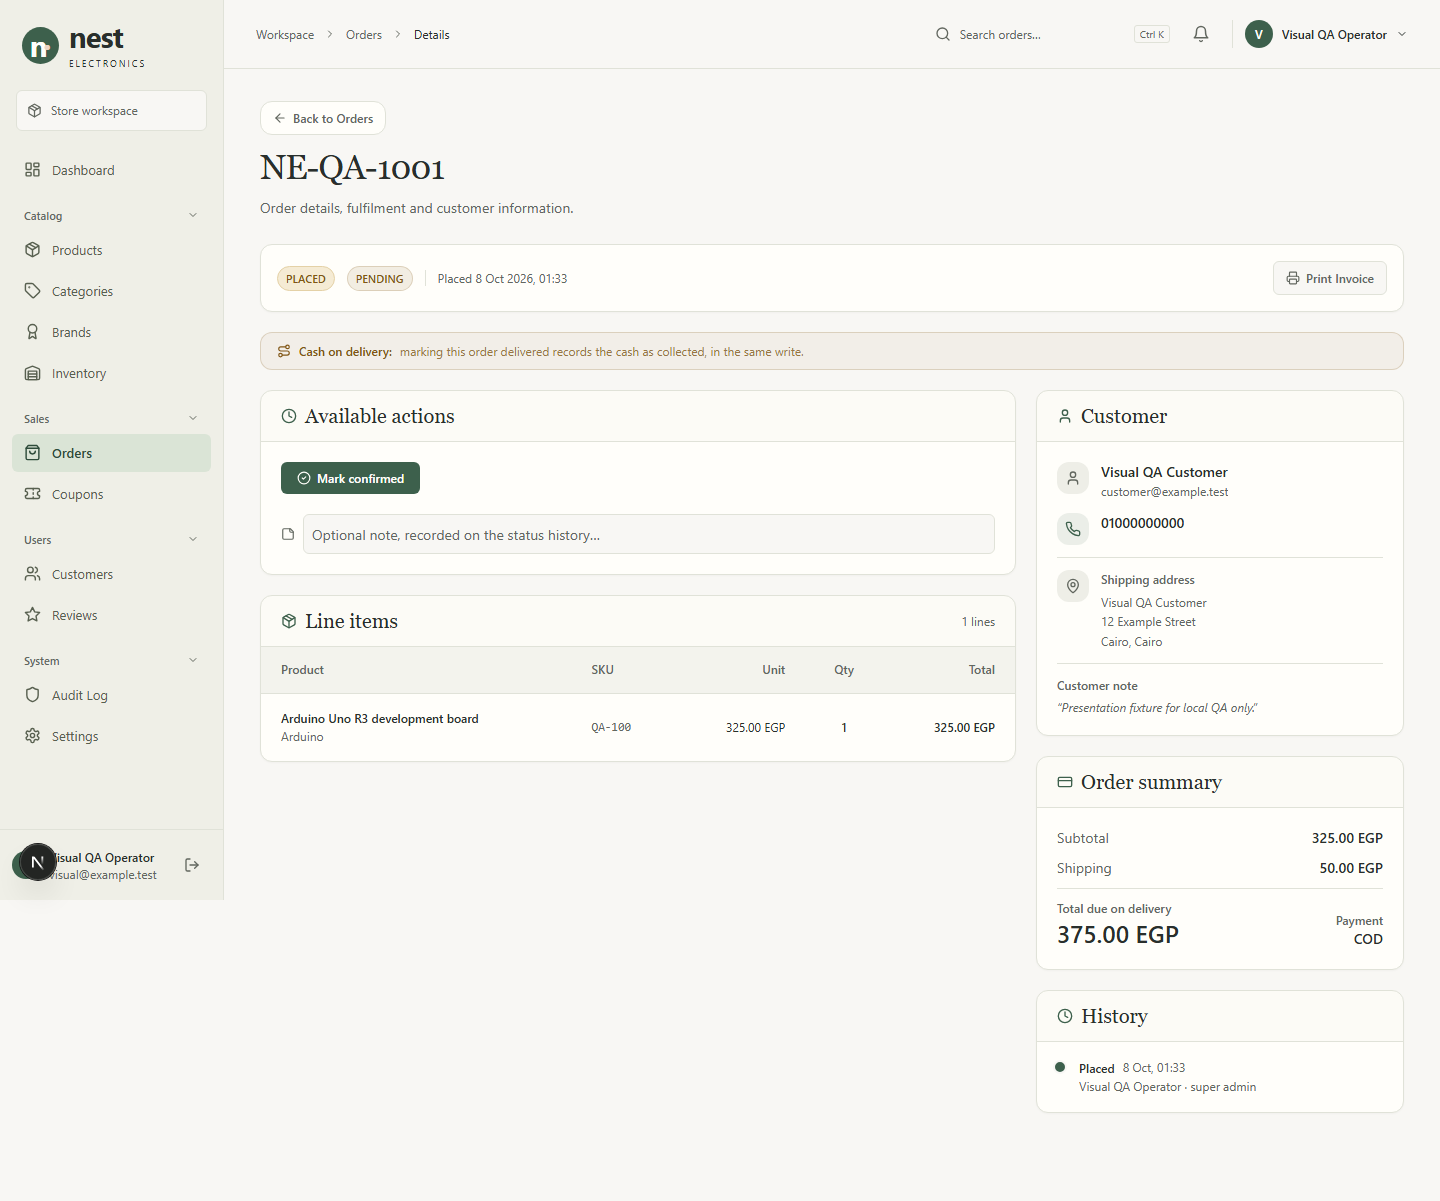 nest
ELECTRONICS
Store workspace
Dashboard
Catalog
Products
Categories
Brands
Inventory
Sales
Orders
Coupons
Users
Customers
Reviews
System
Audit Log
Settings
N
isual QA Operator
visual@example.test
Workspace
Orders
Details
Search orders...
Ctrl K
V
Visual QA Operator
Back to Orders
NE-QA-1001
Order details, fulfilment and customer information.
PLACED
PENDING
Placed 8 Oct 2026, 01:33
Print Invoice
Cash on delivery: marking this order delivered records the cash as collected, in the same write.
Available actions
Mark confirmed
Optional note, recorded on the status history...
Line items
1 lines
Product SKU Unit Qty Total
Arduino Uno R3 development board
Arduino
QA-100 325.00 EGP 1 325.00 EGP
Customer
Visual QA Customer
customer@example.test
01000000000
Shipping address
Visual QA Customer
12 Example Street
Cairo, Cairo
Customer note
“Presentation fixture for local QA only.”
Order summary
Subtotal 325.00 EGP
Shipping 50.00 EGP
Total due on delivery
375.00 EGP
Payment
COD
History
Placed 8 Oct, 01:33
Visual QA Operator · super admin